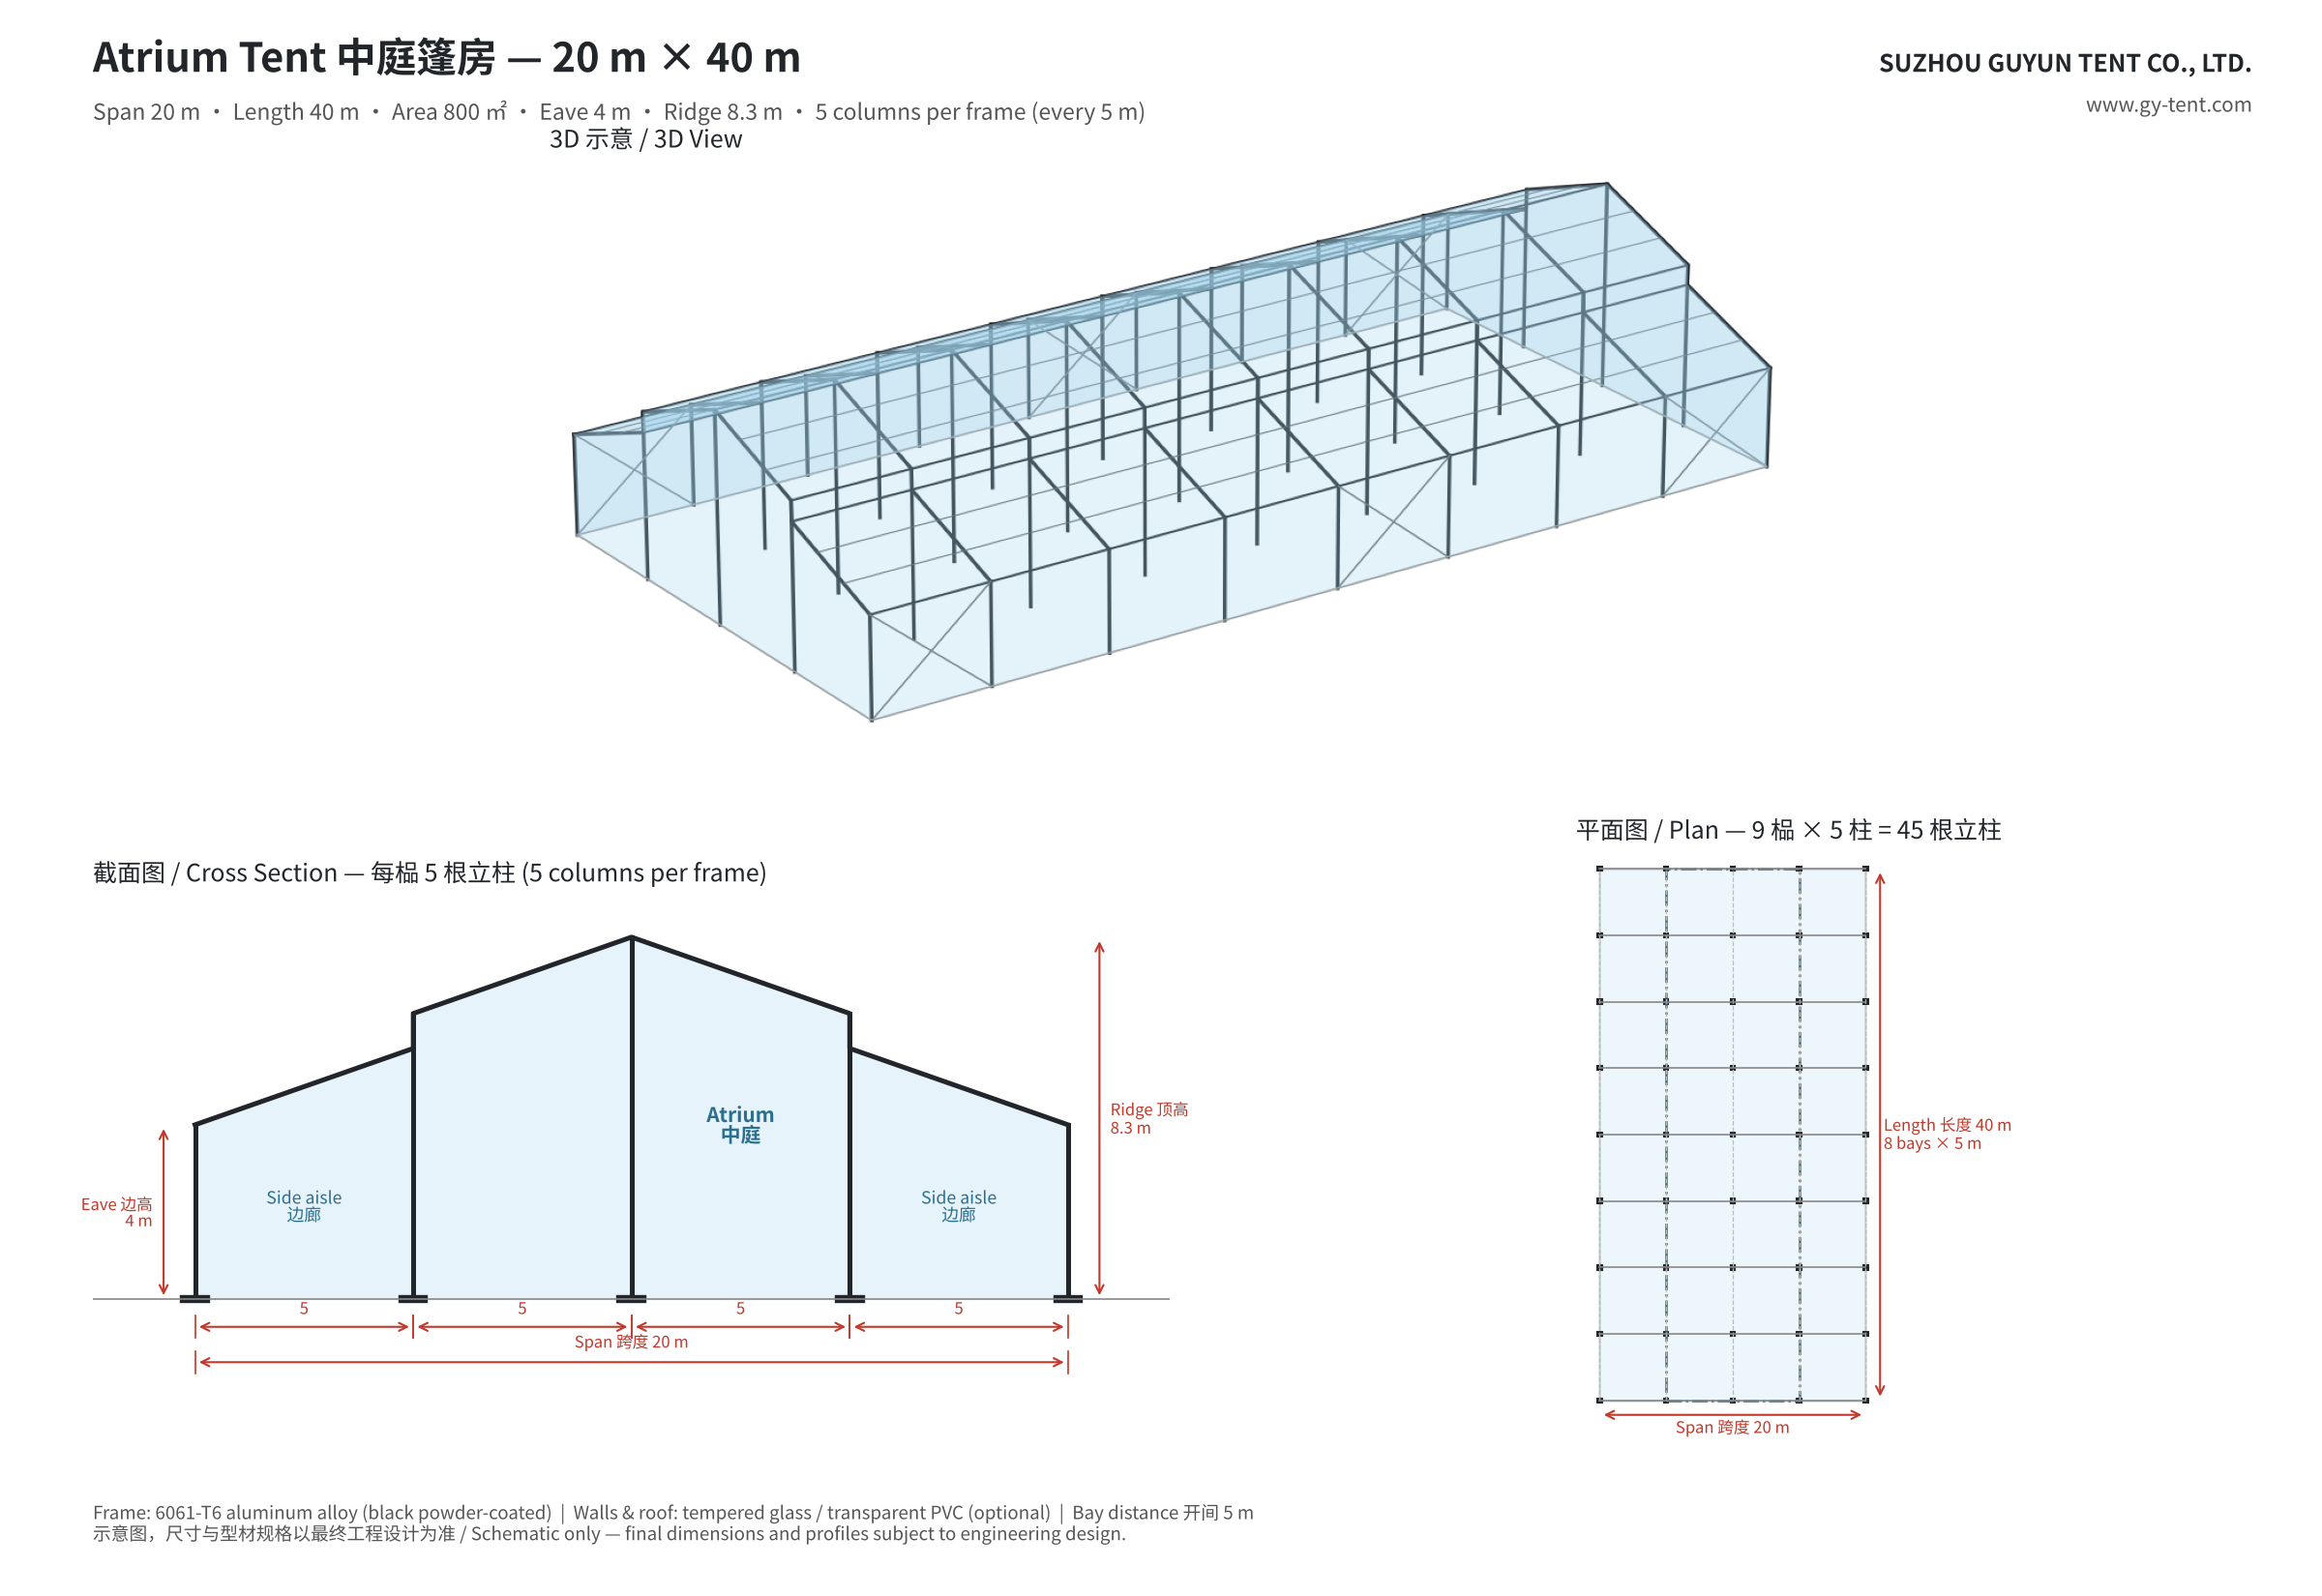 Atrium Tent 中庭篷房 — 20 m × 40 m
SUZHOU GUYUN TENT CO., LTD.
Span 20 m • Length 40 m • Area 800 ㎡ • Eave 4 m • Ridge 8.3 m • 5 columns per frame (every 5 m)
www.gy-tent.com
3D 示意 / 3D View
平面图 / Plan — 9 榀 × 5 柱 = 45 根立柱
截面图 / Cross Section — 每榀 5 根立柱 (5 columns per frame)
Atrium
中庭
Ridge 顶高
8.3 m
Side aisle
边廊
Side aisle
边廊
Eave 边高
4 m
5
5
5
5
Span 跨度 20 m
Length 长度 40 m
8 bays × 5 m
Span 跨度 20 m
Frame: 6061-T6 aluminum alloy (black powder-coated) | Walls & roof: tempered glass / transparent PVC (optional) | Bay distance 开间 5 m
示意图，尺寸与型材规格以最终工程设计为准 / Schematic only — final dimensions and profiles subject to engineering design.